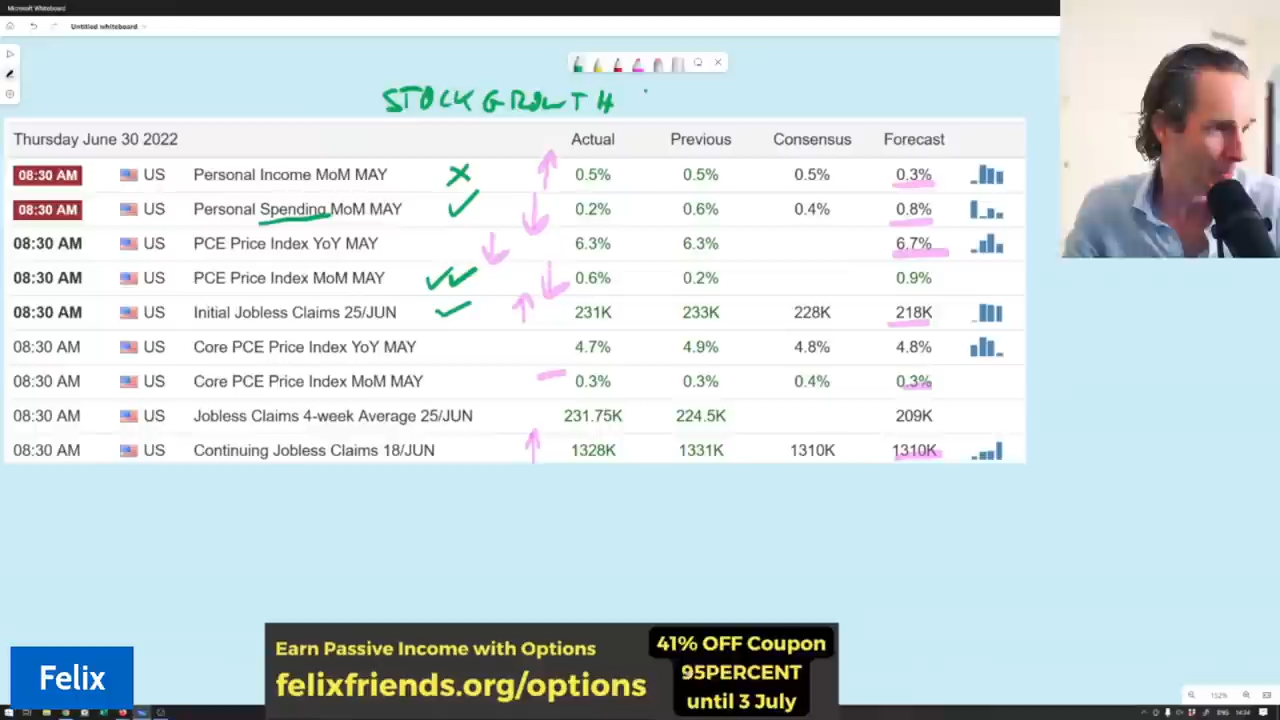 Microsoft Whiteboard
Untitled whiteboard
STOCK GROWTH
Thursday June 30 2022 Actual Previous Consensus Forecast
08:30 AM US Personal Income MoM MAY 0.5% 0.5% 0.5% 0.3%
08:30 AM US Personal Spending MoM MAY 0.2% 0.6% 0.4% 0.8%
08:30 AM US PCE Price Index YoY MAY 6.3% 6.3% 6.7%
08:30 AM US PCE Price Index MoM MAY 0.6% 0.2% 0.9%
08:30 AM US Initial Jobless Claims 25/JUN 231K 233K 228K 218K
08:30 AM US Core PCE Price Index YoY MAY 4.7% 4.9% 4.8% 4.8%
08:30 AM US Core PCE Price Index MoM MAY 0.3% 0.3% 0.4% 0.3%
08:30 AM US Jobless Claims 4-week Average 25/JUN 231.75K 224.5K 209K
08:30 AM US Continuing Jobless Claims 18/JUN 1328K 1331K 1310K 1310K
Earn Passive Income with Options
felixfriends.org/options
41% OFF Coupon
95PERCENT
until 3 July
Felix
152%
ENG 14:34